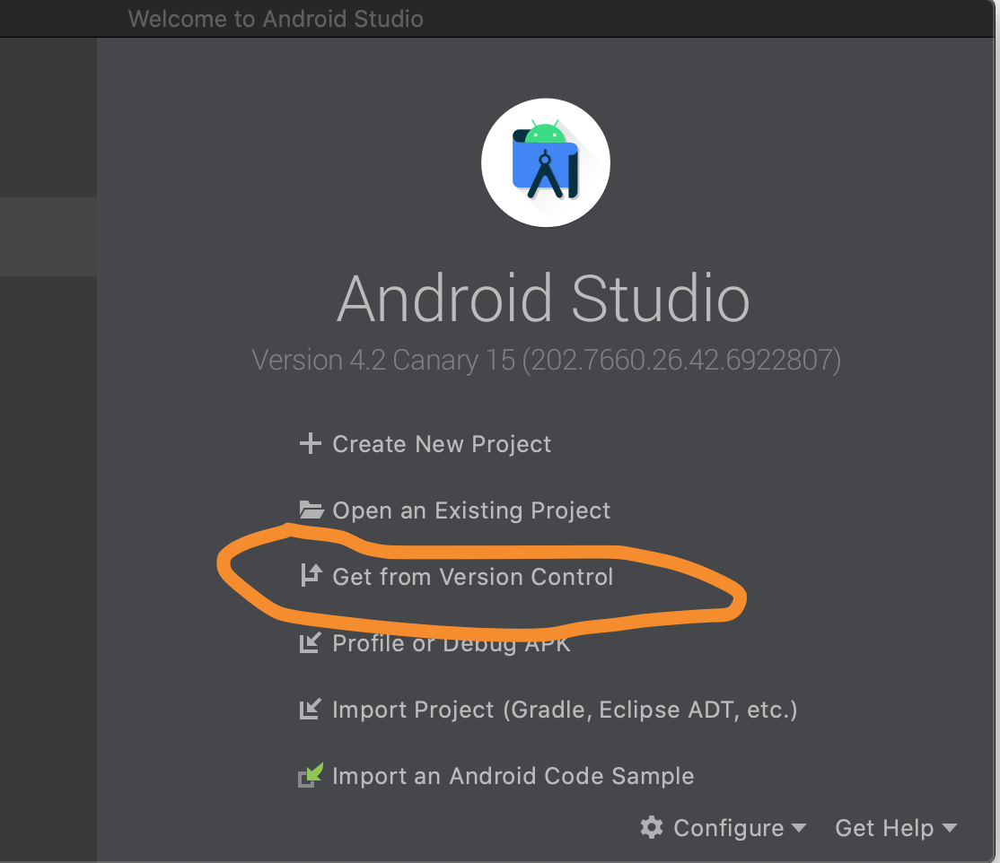 Welcome to Android Studio
Android Studio
Version 4.2 Canary 15 (202.7660.26.42.6922807)
Create New Project
Open an Existing Project
Get from Version Control
Profile or Debug APK
Import Project (Gradle, Eclipse ADT, etc.)
Import an Android Code Sample
Configure Get Help